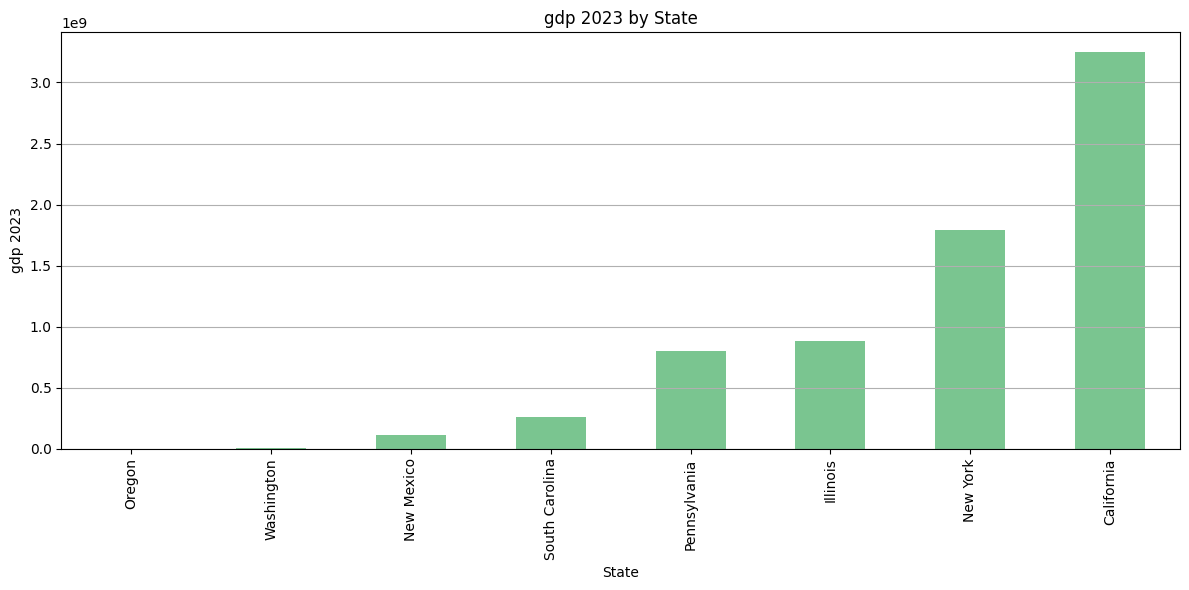 gdp 2023 by State
1e9
3.0
2.5
2.0
1.5
1.0
0.5
0.0
gdp 2023
Oregon
Washington
New Mexico
South Carolina
Pennsylvania
Illinois
New York
California
State